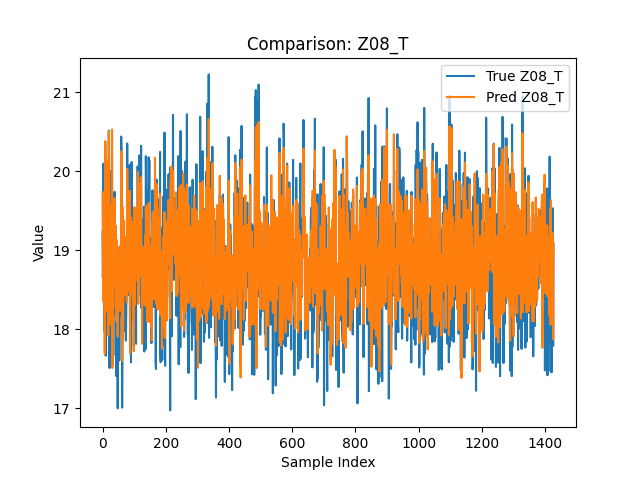 Comparison: Z08_T
True Z08_T
Pred Z08_T
21
20
19
18
17
Value
0 200 400 600 800 1000 1200 1400
Sample Index